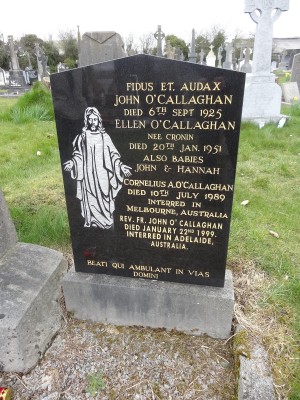 FIDUS ET AUDAX
JOHN O'CALLAGHAN
DIED 6TH SEPT 1925
ELLEN O'CALLAGHAN
NEE CRONIN
DIED 20TH JAN. 1951
ALSO BABIES
JOHN & HANNAH
CORNELIUS A.O'CALLAGHAN
DIED 10TH JULY 1989
INTERRED IN
MELBOURNE, AUSTRALIA
REV. FR. JOHN O'CALLAGHAN
DIED JANUARY 22ND 1999.
INTERRED IN ADELAIDE,
AUSTRALIA.
BEATI QUI AMBULANT IN VIAS
DOMINI